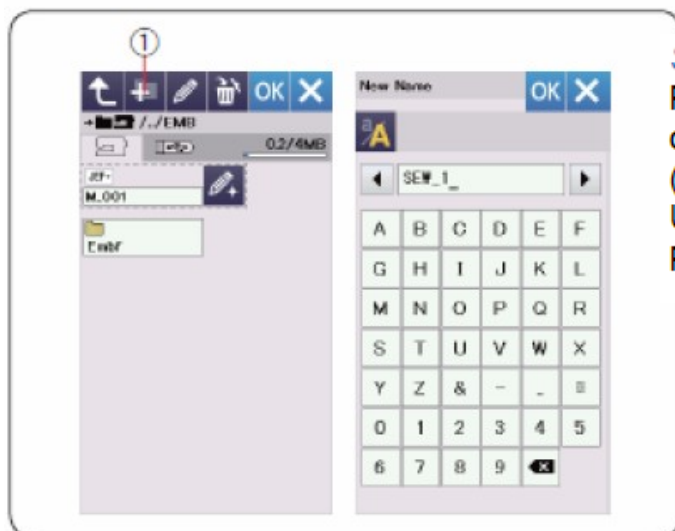 ①
OK
/../EMB
0.2/4MB
M_001
EmbF
New Name
OK
SEW_1_
A B C D E F
G H I J K L
M N O P Q R
S T U V W X
Y Z & - _
0 1 2 3 4 5
6 7 8 9